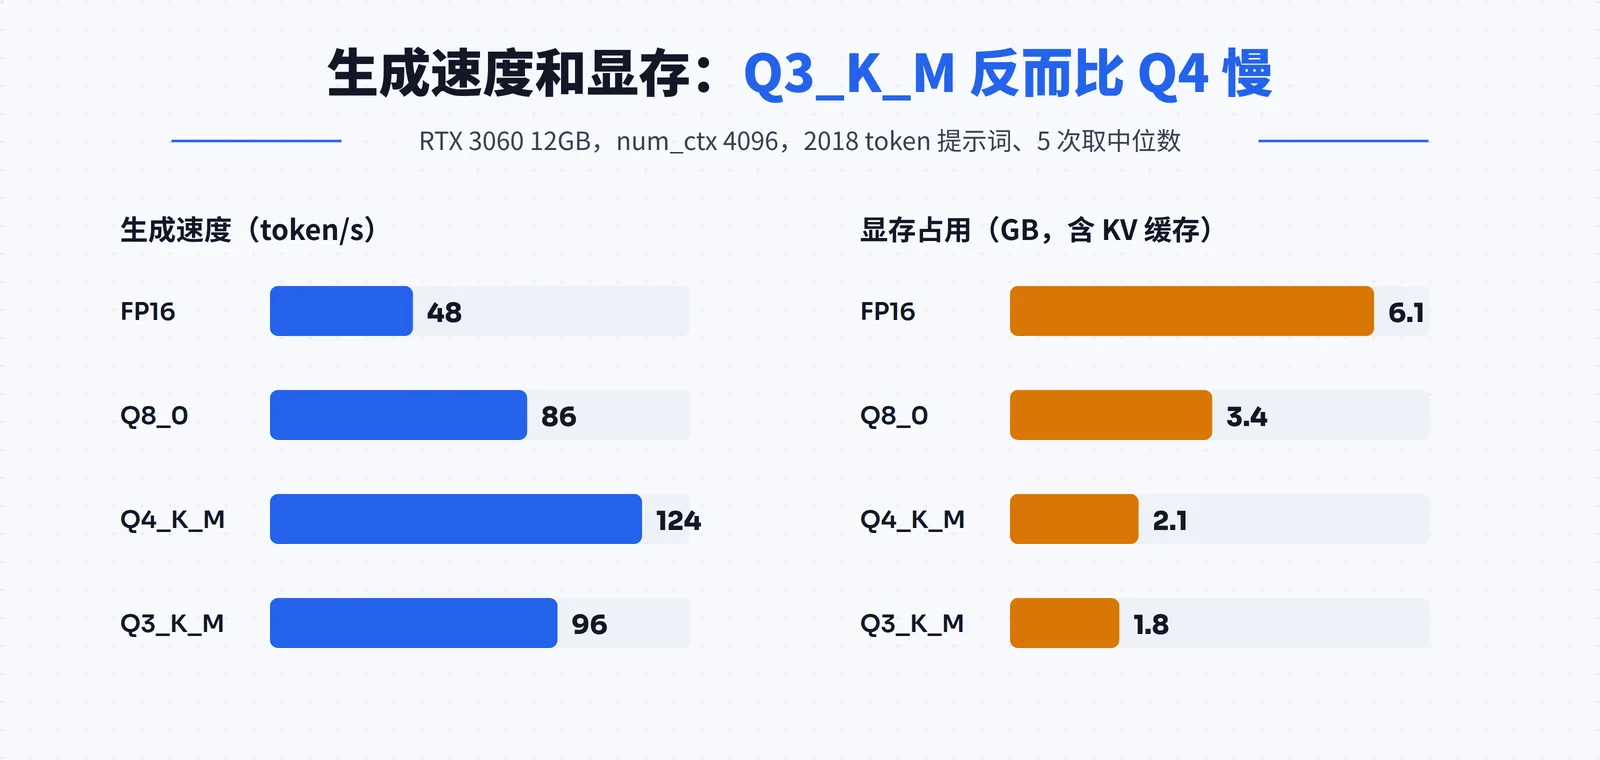 生成速度和显存：Q3_K_M 反而比 Q4 慢
RTX 3060 12GB，num_ctx 4096，2018 token 提示词、5 次取中位数
生成速度（token/s）
FP16
48
Q8_0
86
Q4_K_M
124
Q3_K_M
96
显存占用（GB，含 KV 缓存）
FP16
6.1
Q8_0
3.4
Q4_K_M
2.1
Q3_K_M
1.8